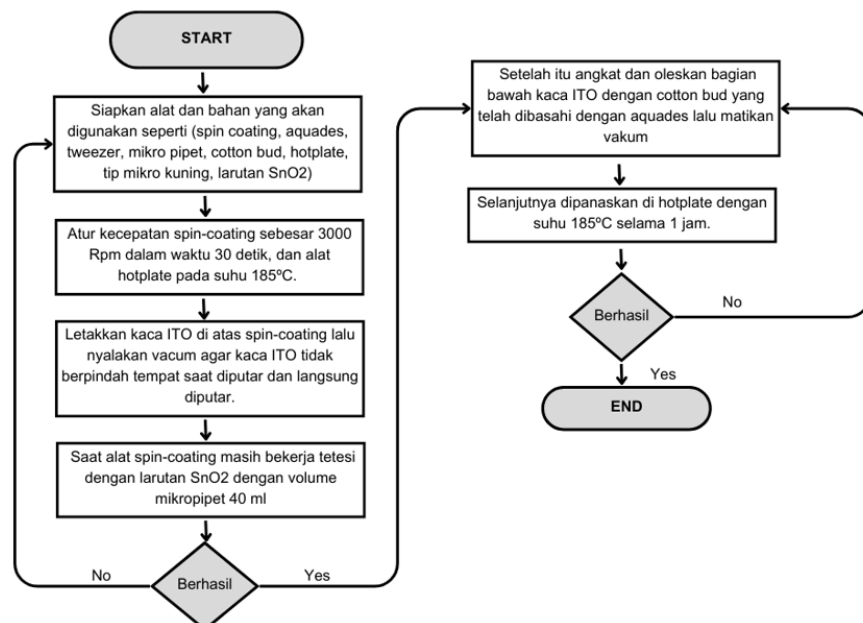 START
Siapkan alat dan bahan yang akan
digunakan seperti (spin coating, aquades,
tweezer, mikro pipet, cotton bud, hotplate,
tip mikro kuning, larutan SnO2)
Atur kecepatan spin-coating sebesar 3000
Rpm dalam waktu 30 detik, dan alat
hotplate pada suhu 185ºC.
Letakkan kaca ITO di atas spin-coating lalu
nyalakan vacum agar kaca ITO tidak
berpindah tempat saat diputar dan langsung
diputar.
Saat alat spin-coating masih bekerja tetesi
dengan larutan SnO2 dengan volume
mikropipet 40 ml
No
Berhasil
Yes
Setelah itu angkat dan oleskan bagian
bawah kaca ITO dengan cotton bud yang
telah dibasahi dengan aquades lalu matikan
vakum
Selanjutnya dipanaskan di hotplate dengan
suhu 185ºC selama 1 jam.
Berhasil
No
Yes
END